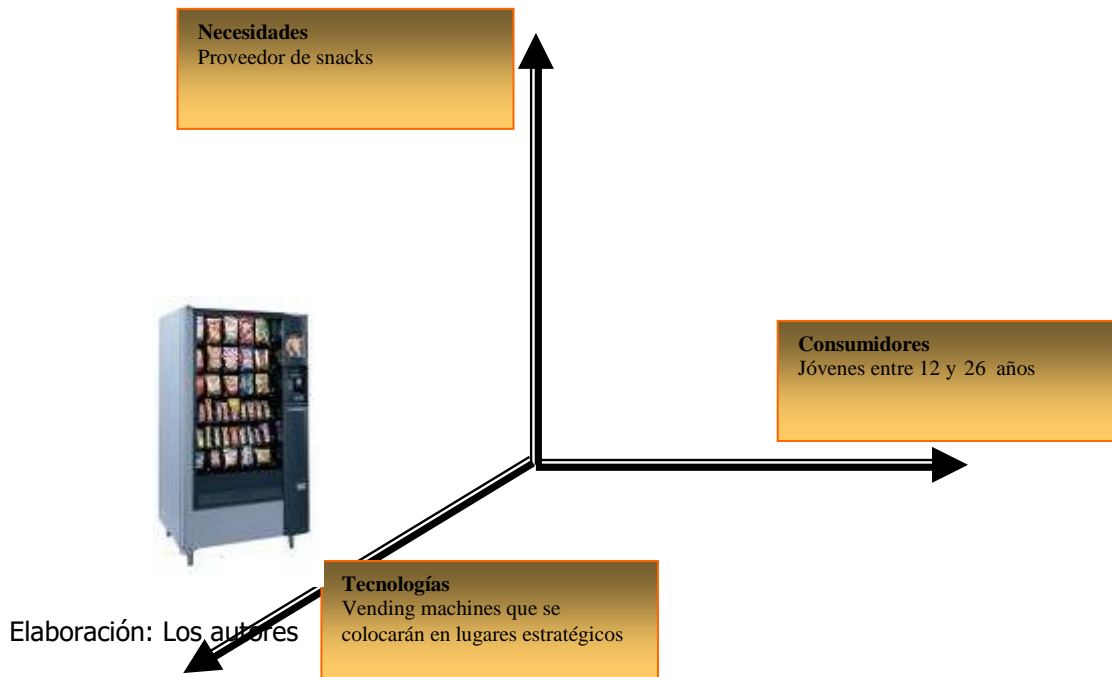 Necesidades
Proveedor de snacks
Consumidores
Jóvenes entre 12 y 26 años
Tecnologías
Vending machines que se
colocarán en lugares estratégicos
Elaboración: Los autores